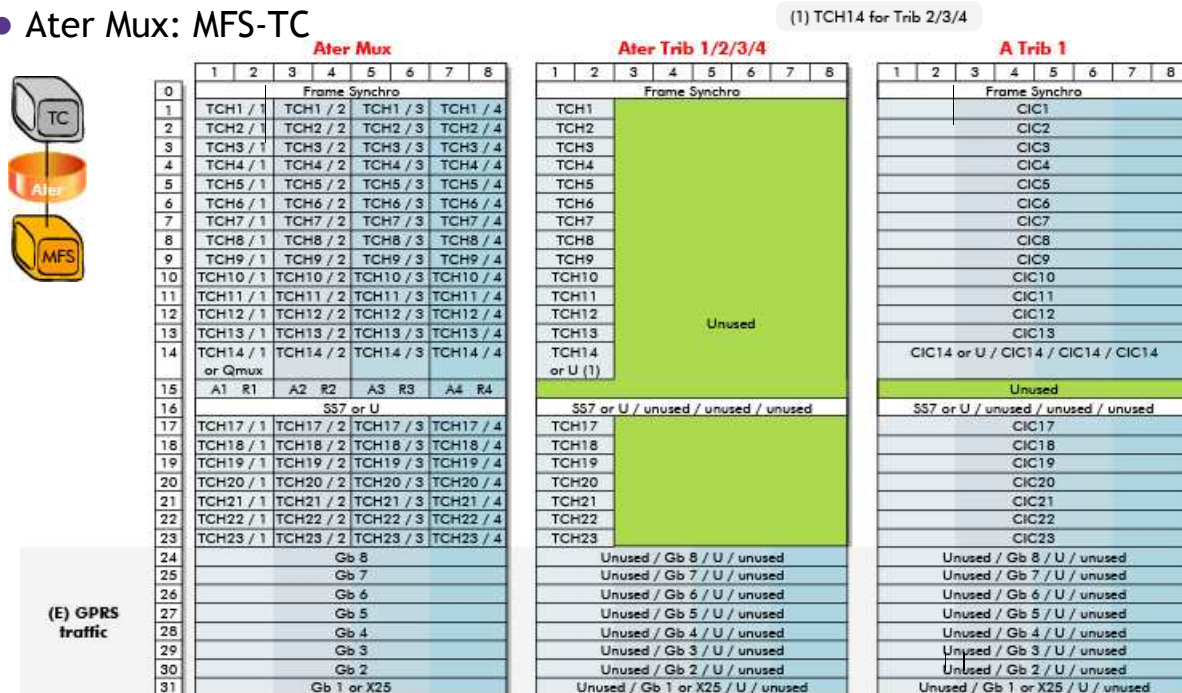 • Ater Mux: MFS-TC
(1) TCH14 for Trib 2/3/4
Ater Mux Ater Trib 1/2/3/4 A Trib 1
TC
Ater
MFS
1 2 3 4 5 6 7 8 1 2 3 4 5 6 7 8 1 2 3 4 5 6 7 8
0 Frame Synchro Frame Synchro Frame Synchro
1 TCH1 / 1 TCH1 / 2 TCH1 / 3 TCH1 / 4 TCH1 CIC1
2 TCH2 / 1 TCH2 / 2 TCH2 / 3 TCH2 / 4 TCH2 CIC2
3 TCH3 / 1 TCH3 / 2 TCH3 / 3 TCH3 / 4 TCH3 CIC3
4 TCH4 / 1 TCH4 / 2 TCH4 / 3 TCH4 / 4 TCH4 CIC4
5 TCH5 / 1 TCH5 / 2 TCH5 / 3 TCH5 / 4 TCH5 CIC5
6 TCH6 / 1 TCH6 / 2 TCH6 / 3 TCH6 / 4 TCH6 CIC6
7 TCH7 / 1 TCH7 / 2 TCH7 / 3 TCH7 / 4 TCH7 CIC7
8 TCH8 / 1 TCH8 / 2 TCH8 / 3 TCH8 / 4 TCH8 CIC8
9 TCH9 / 1 TCH9 / 2 TCH9 / 3 TCH9 / 4 TCH9 CIC9
10 TCH10 / 1 TCH10 / 2 TCH10 / 3 TCH10 / 4 TCH10 CIC10
11 TCH11 / 1 TCH11 / 2 TCH11 / 3 TCH11 / 4 TCH11 CIC11
12 TCH12 / 1 TCH12 / 2 TCH12 / 3 TCH12 / 4 TCH12 Unused CIC12
13 TCH13 / 1 TCH13 / 2 TCH13 / 3 TCH13 / 4 TCH13 CIC13
14 TCH14 / 1 TCH14 / 2 TCH14 / 3 TCH14 / 4 TCH14 CIC14 or U / CIC14 / CIC14 / CIC14
or Qmux or U (1)
15 A1 R1 A2 R2 A3 R3 A4 R4 Unused
16 SS7 or U SS7 or U / unused / unused / unused SS7 or U / unused / unused / unused
17 TCH17 / 1 TCH17 / 2 TCH17 / 3 TCH17 / 4 TCH17 CIC17
18 TCH18 / 1 TCH18 / 2 TCH18 / 3 TCH18 / 4 TCH18 CIC18
19 TCH19 / 1 TCH19 / 2 TCH19 / 3 TCH19 / 4 TCH19 CIC19
20 TCH20 / 1 TCH20 / 2 TCH20 / 3 TCH20 / 4 TCH20 CIC20
21 TCH21 / 1 TCH21 / 2 TCH21 / 3 TCH21 / 4 TCH21 CIC21
22 TCH22 / 1 TCH22 / 2 TCH22 / 3 TCH22 / 4 TCH22 CIC22
23 TCH23 / 1 TCH23 / 2 TCH23 / 3 TCH23 / 4 TCH23 CIC23
24 Gb 8 Unused / Gb 8 / U / unused Unused / Gb 8 / U / unused
25 Gb 7 Unused / Gb 7 / U / unused Unused / Gb 7 / U / unused
26 Gb 6 Unused / Gb 6 / U / unused Unused / Gb 6 / U / unused
(E) GPRS 27 Gb 5 Unused / Gb 5 / U / unused Unused / Gb 5 / U / unused
traffic 28 Gb 4 Unused / Gb 4 / U / unused Unused / Gb 4 / U / unused
29 Gb 3 Unused / Gb 3 / U / unused Unused / Gb 3 / U / unused
30 Gb 2 Unused / Gb 2 / U / unused Unused / Gb 2 / U / unused
31 Gb 1 or X25 Unused / Gb 1 or X25 / U / unused Unused / Gb 1 or X25 / U / unused